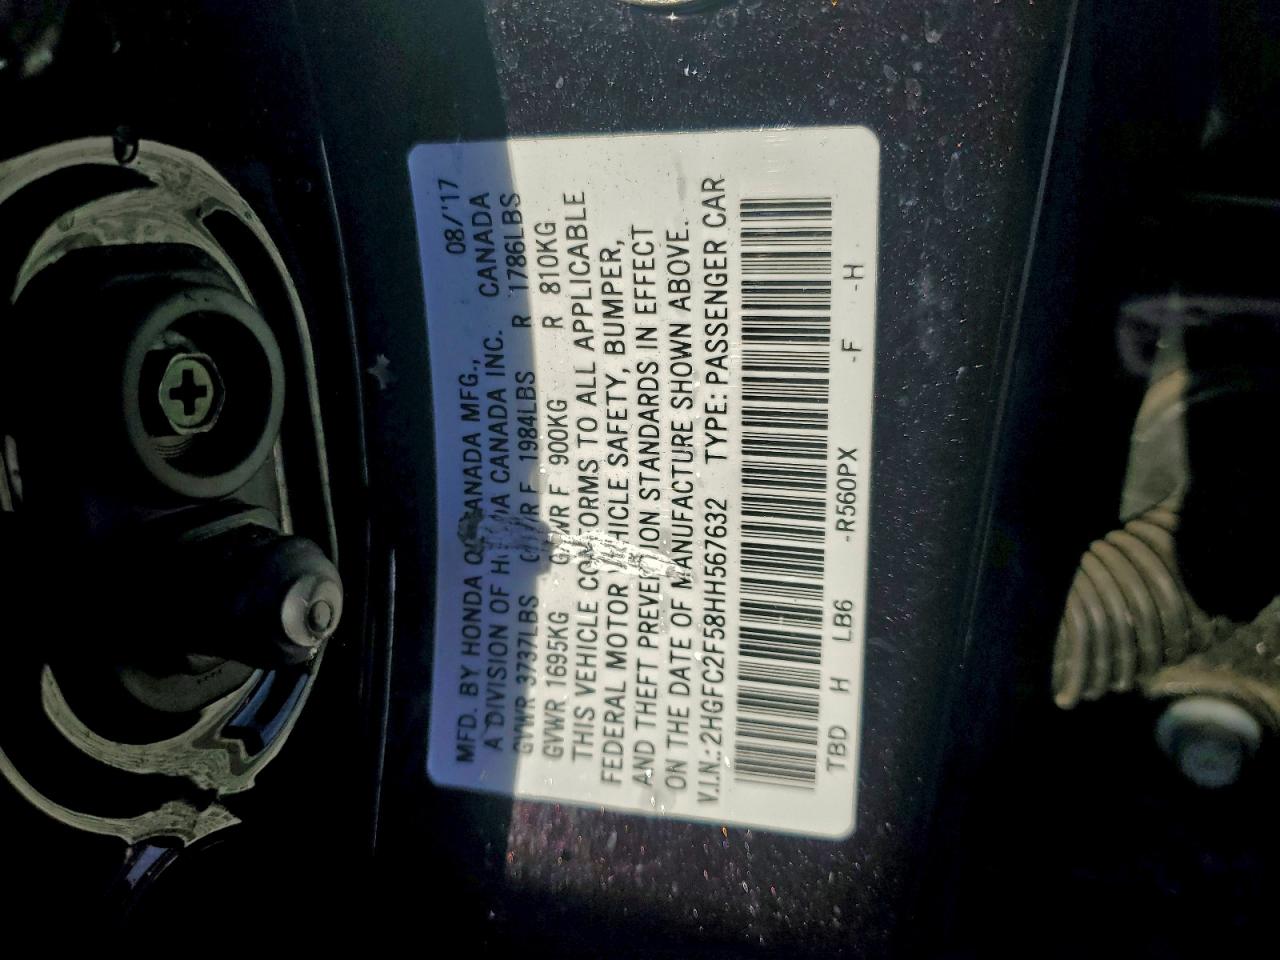 MFD. BY HONDA OF CANADA MFG., 08/'17
A DIVISION OF HONDA CANADA INC. CANADA
GVWR 3737LBS GAWR F 1984LBS R 1786LBS
GVWR 1695KG GAWR F 900KG R 810KG
THIS VEHICLE CONFORMS TO ALL APPLICABLE
FEDERAL MOTOR VEHICLE SAFETY, BUMPER,
AND THEFT PREVENTION STANDARDS IN EFFECT
ON THE DATE OF MANUFACTURE SHOWN ABOVE.
V.I.N.: 2HGFC2F58HH567632 TYPE: PASSENGER CAR
TBD H LB6 -R560PX -F -H